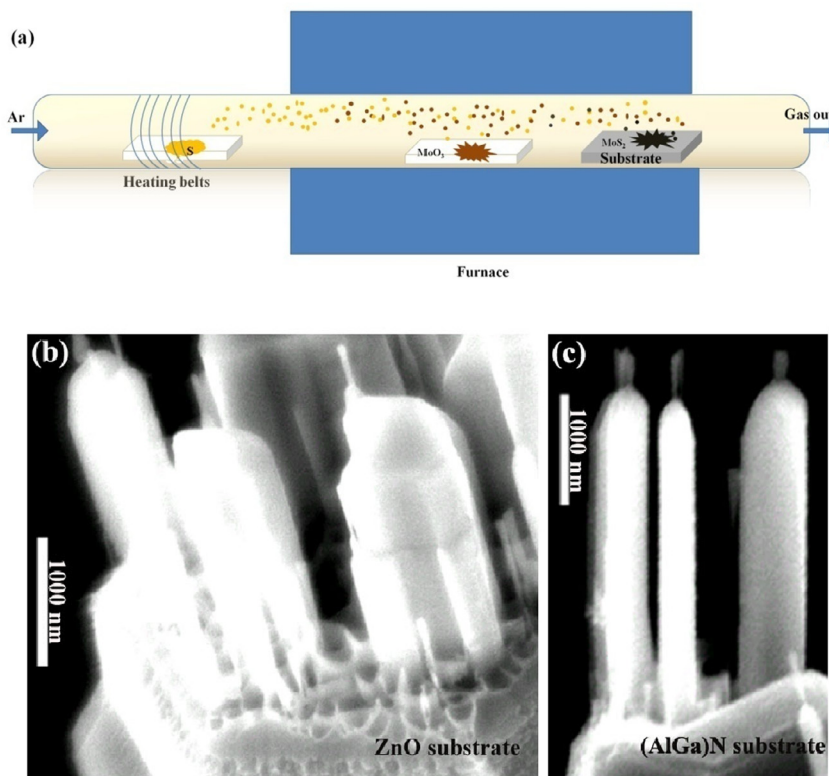 (a)
Ar
Gas ou
S
MoO₃
MoS₂
Substrate
Heating belts
Furnace
(b)
(c)
1000 nm
1000 nm
ZnO substrate
(AlGa)N substrate